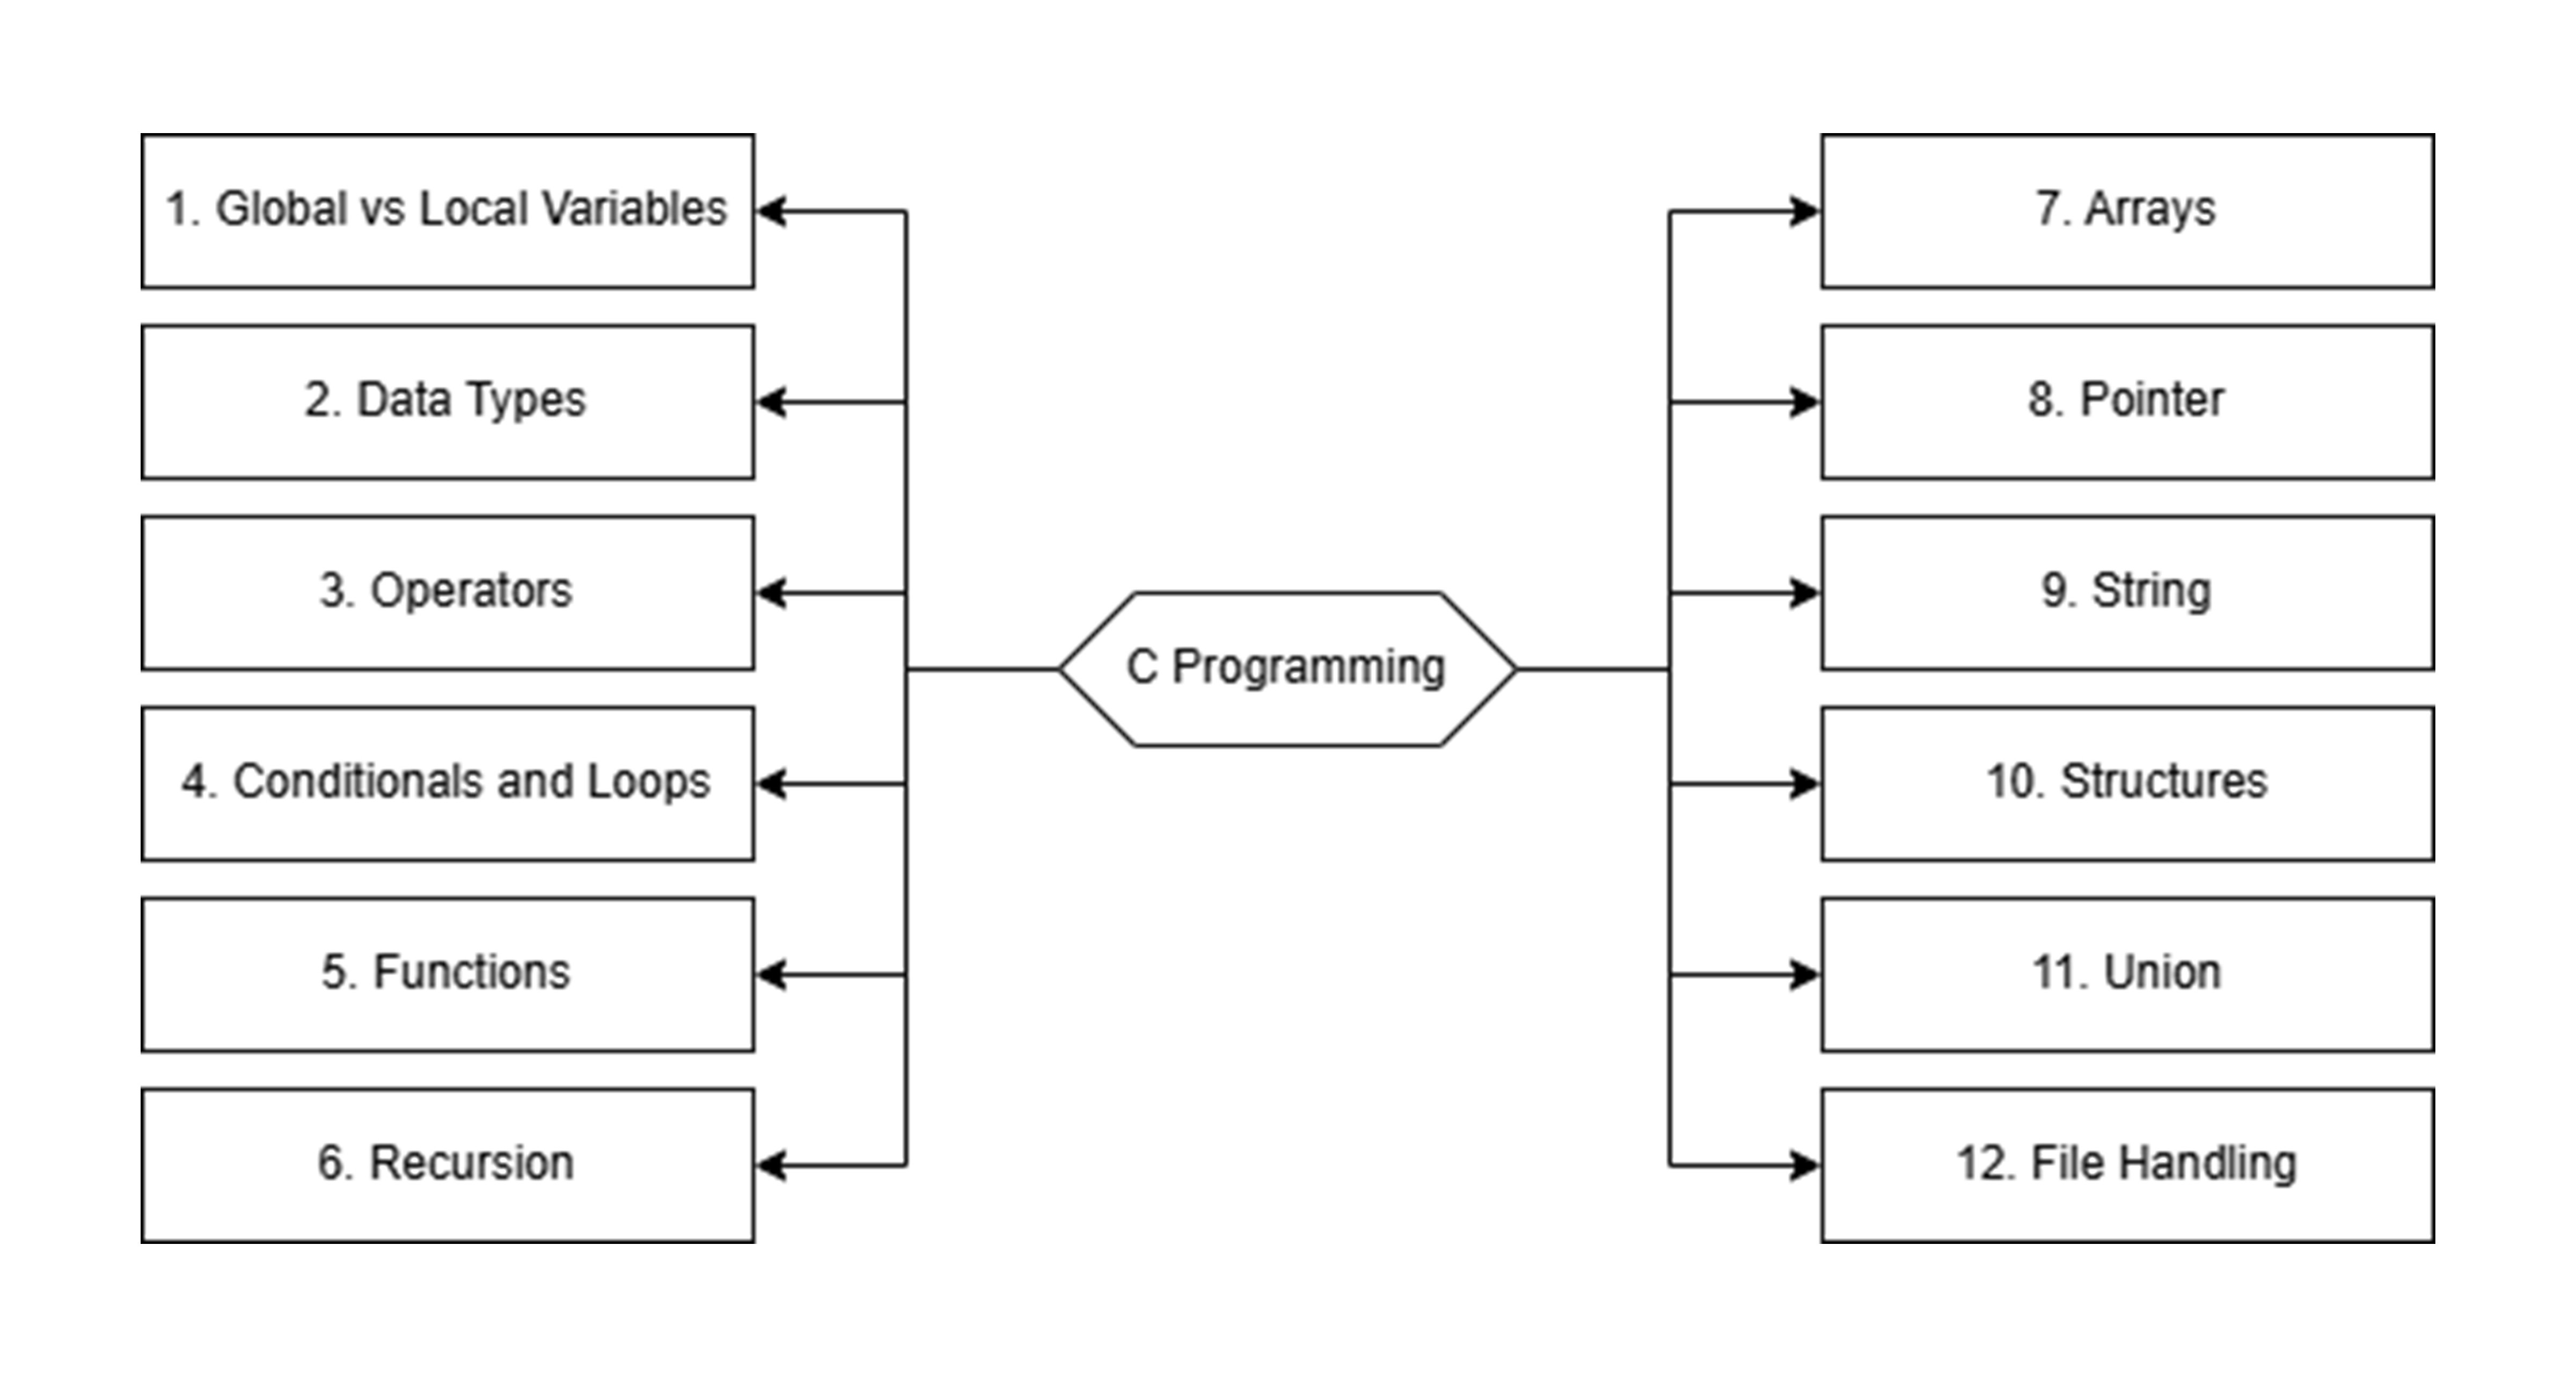 1. Global vs Local Variables
2. Data Types
3. Operators
4. Conditionals and Loops
5. Functions
6. Recursion
C Programming
7. Arrays
8. Pointer
9. String
10. Structures
11. Union
12. File Handling